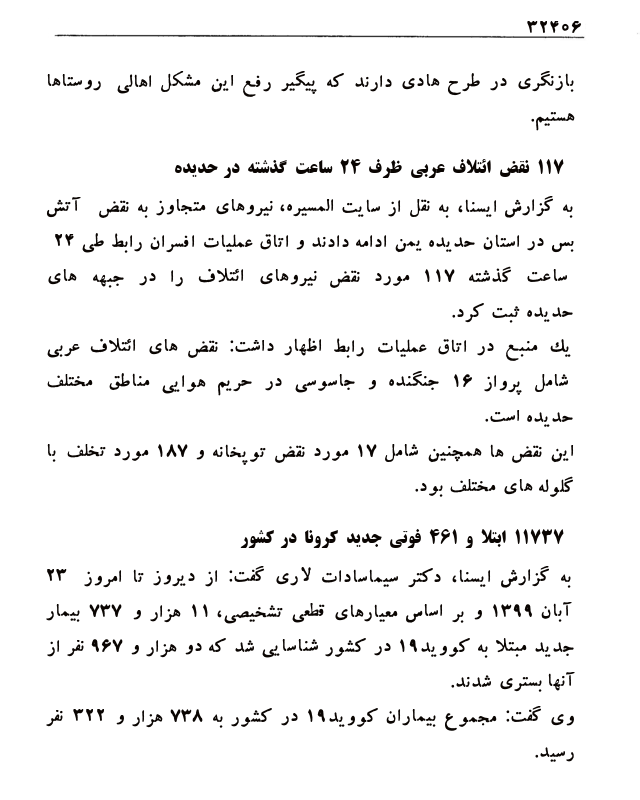 ۳۲۴۰۶
بازنگری در طرح هادی دارند که پیگیر رفع این مشکل اهالی روستاها
هستیم.
۱۱۷ نقض ائتلاف عربی ظرف ۲۴ ساعت گذشته در حدیده
به گزارش ایسنا، به نقل از سایت المسیره، نیروهای متجاوز به نقض آتش
بس در استان حدیده یمن ادامه دادند و اتاق عملیات افسران رابط طی ۲۴
ساعت گذشته ۱۱۷ مورد نقض نیروهای ائتلاف را در جبهه های
حدیده ثبت کرد.
یک منبع در اتاق عملیات رابط اظهار داشت: نقض های ائتلاف عربی
شامل پرواز ۱۶ جنگنده و جاسوسی در حریم هوایی مناطق مختلف
حدیده است.
این نقض ها همچنین شامل ۱۷ مورد نقض توپخانه و ۱۸۷ مورد تخلف با
گلوله های مختلف بود.
۱۱۷۳۷ ابتلا و ۴۶۱ فوتی جدید کرونا در کشور
به گزارش ایسنا، دکتر سیماسادات لاری گفت: از دیروز تا امروز ۲۳
آبان ۱۳۹۹ و بر اساس معیارهای قطعی تشخیصی، ۱۱ هزار و ۷۳۷ بیمار
جدید مبتلا به کووید۱۹ در کشور شناسایی شد که دو هزار و ۹۶۷ نفر از
آنها بستری شدند.
وی گفت: مجموع بیماران کووید۱۹ در کشور به ۷۳۸ هزار و ۳۲۲ نفر
رسید.